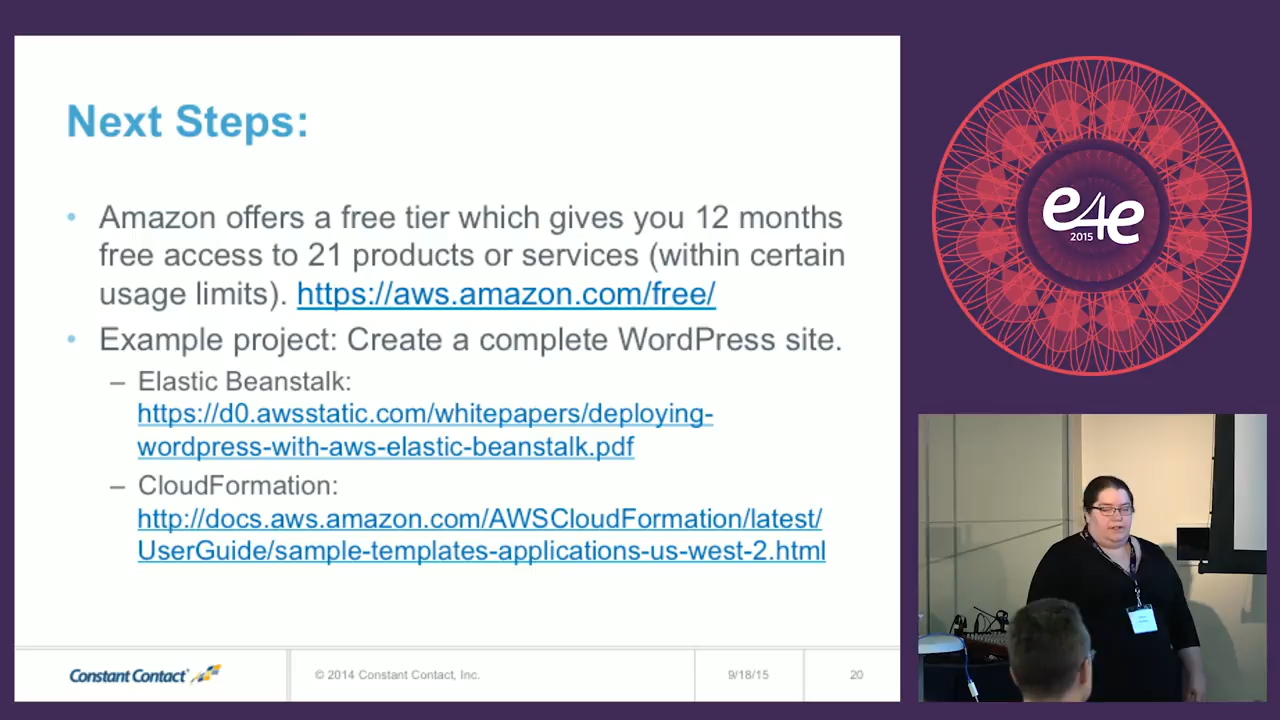 Next Steps:
• Amazon offers a free tier which gives you 12 months
free access to 21 products or services (within certain
usage limits). https://aws.amazon.com/free/
• Example project: Create a complete WordPress site.
– Elastic Beanstalk:
https://d0.awsstatic.com/whitepapers/deploying-
wordpress-with-aws-elastic-beanstalk.pdf
– CloudFormation:
http://docs.aws.amazon.com/AWSCloudFormation/latest/
UserGuide/sample-templates-applications-us-west-2.html
Constant Contact
© 2014 Constant Contact, Inc.
9/18/15
20
e4e
2015